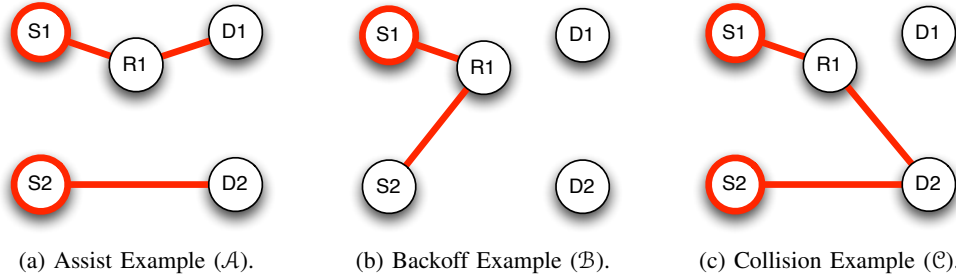 S1 D1
R1
S2 D2
(a) Assist Example (𝒜).
S1 D1
R1
S2 D2
(b) Backoff Example (ℬ).
S1 D1
R1
S2 D2
(c) Collision Example (𝒞).